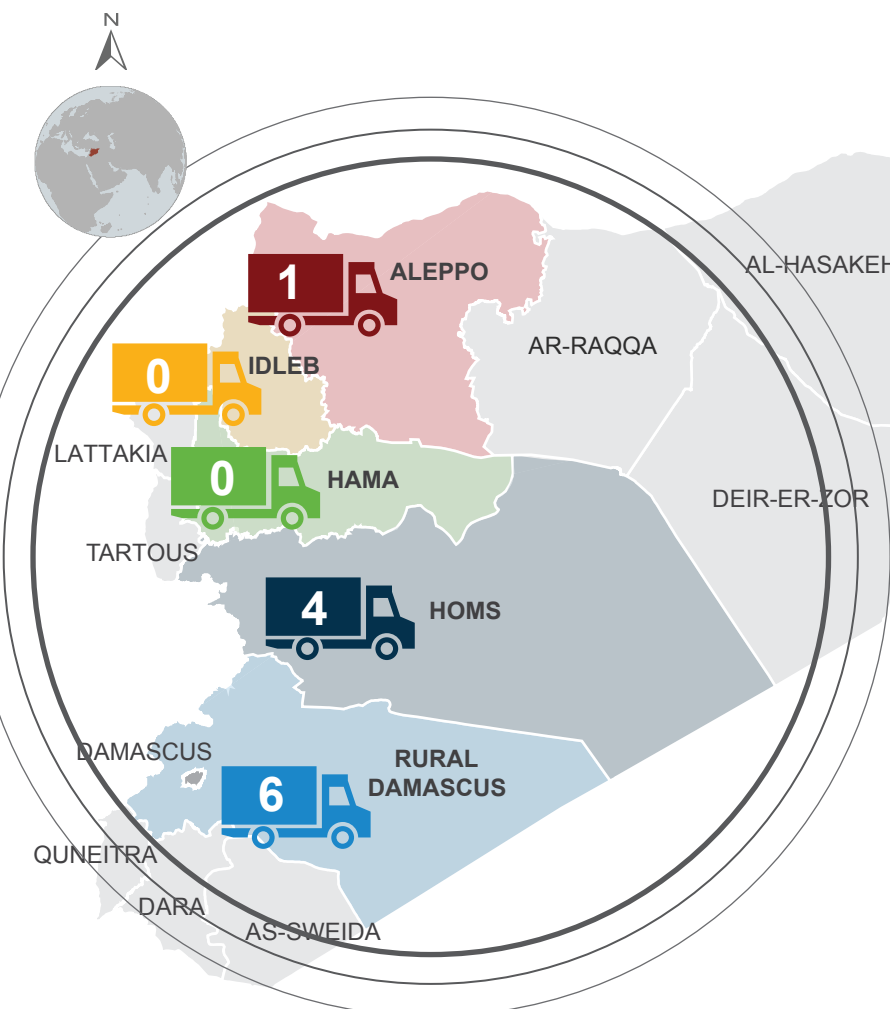 N
1
ALEPPO
AL-HASAKEH
AR-RAQQA
0
IDLEB
LATTAKIA
0
HAMA
DEIR-ER-ZOR
TARTOUS
4
HOMS
DAMASCUS
RURAL
DAMASCUS
6
QUNEITRA
DARA
AS-SWEIDA